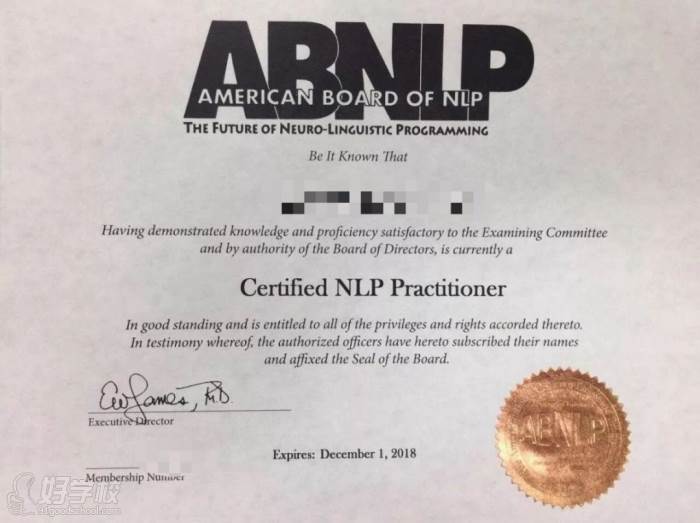 ABNLP
AMERICAN BOARD OF NLP
THE FUTURE OF NEURO-LINGUISTIC PROGRAMMING
Be It Known That
Having demonstrated knowledge and proficiency satisfactory to the Examining Committee
and by authority of the Board of Directors, is currently a
Certified NLP Practitioner
In good standing and is entitled to all of the privileges and rights accorded thereto.
In testimony whereof, the authorized officers have hereto subscribed their names
and affixed the Seal of the Board.
Executive Director
Expires: December 1, 2018
ABNLP
Membership Number
好学校
91goodschool.com